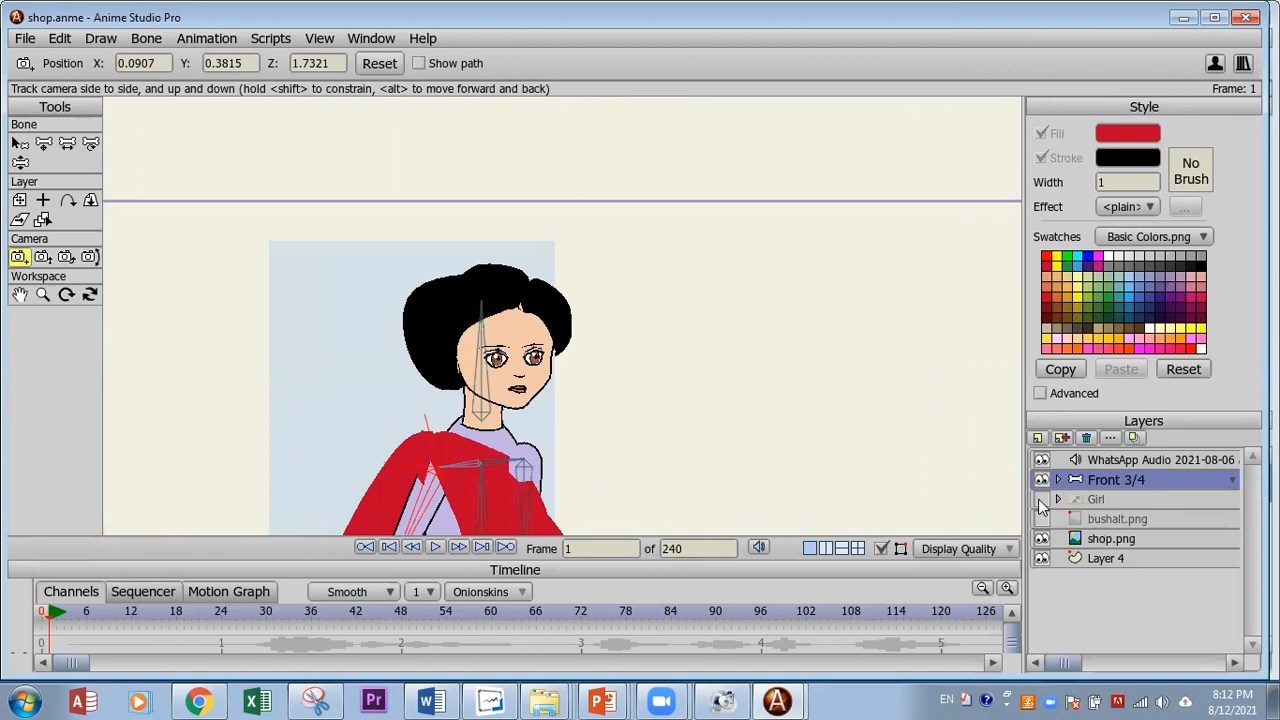 shop.anme - Anime Studio Pro
File Edit Draw Bone Animation Scripts View Window Help
Position X: 0.0907 Y: 0.3815 Z: 1.7321 Reset Show path
Track camera side to side, and up and down (hold <shift> to constrain, <alt> to move forward and back) Frame: 1
Tools
Bone
Layer
Camera
Workspace
Style
Fill
Stroke
No
Brush
Width 1
Effect <plain> ...
Swatches Basic Colors.png
Copy Paste Reset
Advanced
Layers
WhatsApp Audio 2021-08-06
Front 3/4
Girl
bushalt.png
shop.png
Layer 4
Frame 1 of 240 Display Quality
Timeline
Channels Sequencer Motion Graph Smooth 1 Onionskins
0 6 12 18 24 30 36 42 48 54 60 66 72 78 84 90 96 102 108 114 120 126
0 1 2 3 4 5
EN 8:12 PM
8/12/2021